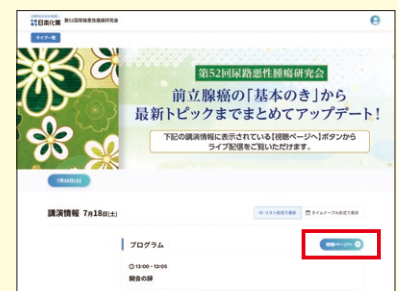 日本化薬 第52回尿路悪性腫瘍研究会
ライブ一覧
第52回尿路悪性腫瘍研究会
前立腺癌の「基本のき」から
最新トピックまでまとめてアップデート!
下記の講演情報に表示されている[視聴ページへ]ボタンから
ライブ配信をご覧いただけます。
7月18日(土)
講演情報 7月18日(土)
リスト形式で表示 タイムテーブル形式で表示
プログラム
視聴ページへ
13:00-13:05
開会の辞